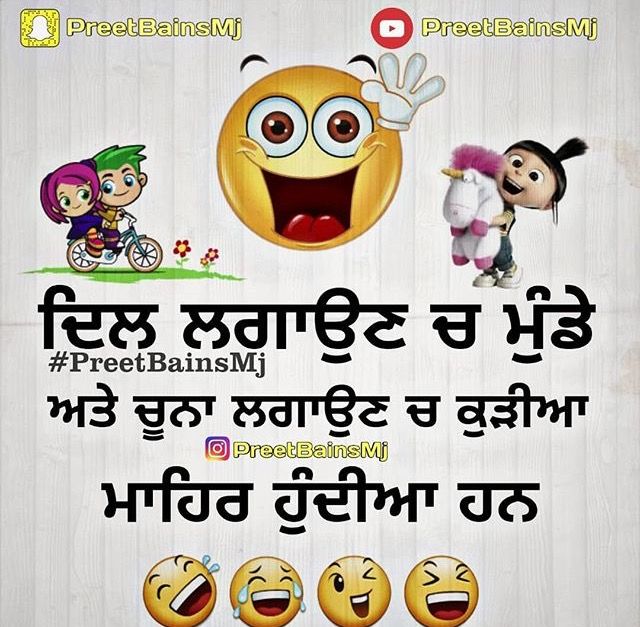 PreetBainsMj PreetBainsMj
ਦਿਲ ਲਗਾਉਣ ਚ ਮੁੰਡੇ
#PreetBainsMj
ਅਤੇ ਚੂਨਾ ਲਗਾਉਣ ਚ ਕੁੜੀਆ
PreetBainsMj
ਮਾਹਿਰ ਹੁੰਦੀਆ ਹਨ